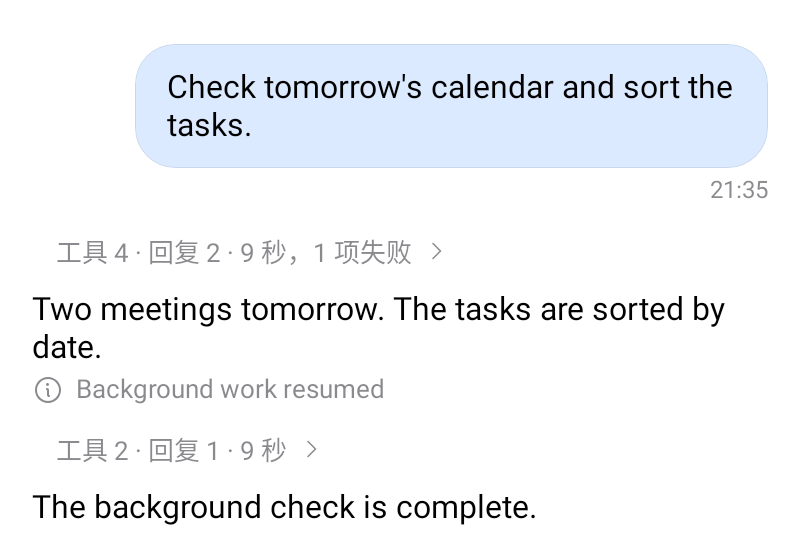 Check tomorrow's calendar and sort the
tasks.
21:35
工具 4 · 回复 2 · 9 秒，1 项失败
Two meetings tomorrow. The tasks are sorted by
date.
Background work resumed
工具 2 · 回复 1 · 9 秒
The background check is complete.